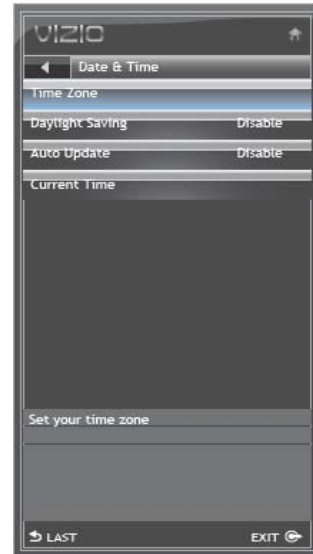 VIZIO
Date & Time
Time Zone
Daylight Saving Disable
Auto Update Disable
Current Time
Set your time zone
LAST EXIT